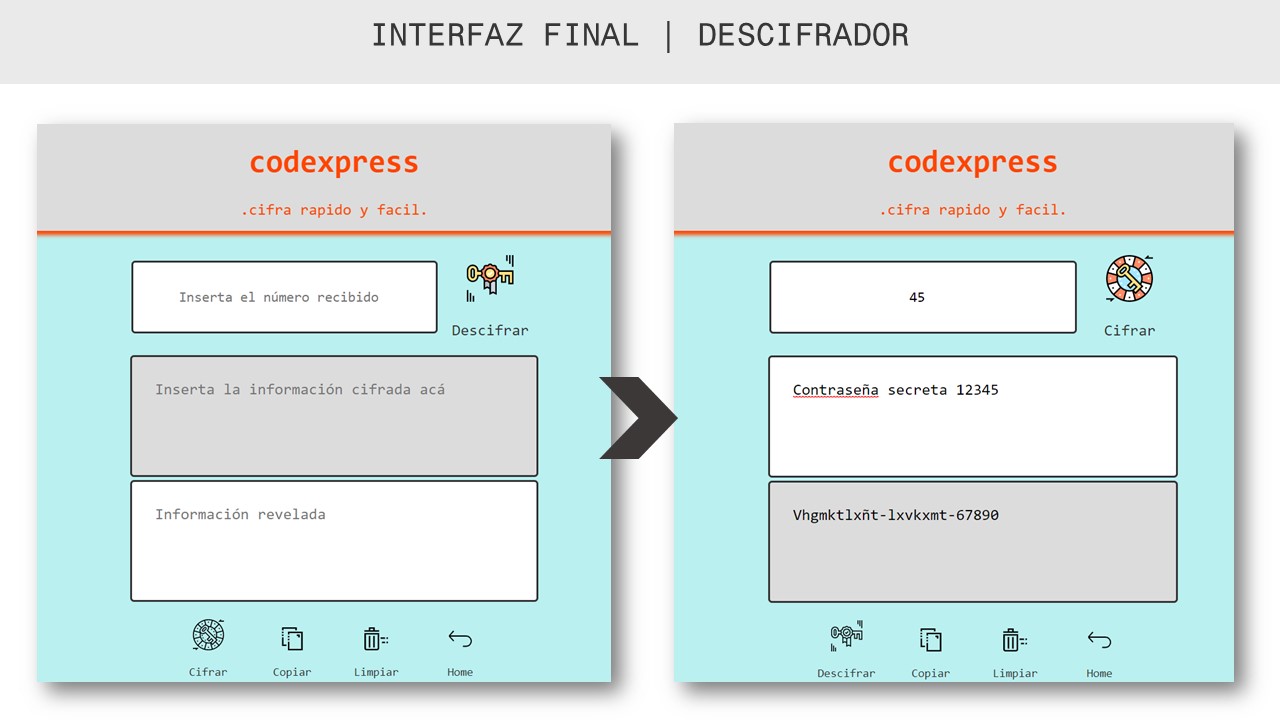 INTERFAZ FINAL | DESCIFRADOR
codexpress
.cifra rapido y facil.
Inserta el número recibido
Descifrar
Inserta la información cifrada acá
Información revelada
Cifrar
Copiar
Limpiar
Home
codexpress
.cifra rapido y facil.
45
Cifrar
Contraseña secreta 12345
Vhgmktlxñt-lxvkxmt-67890
Descifrar
Copiar
Limpiar
Home